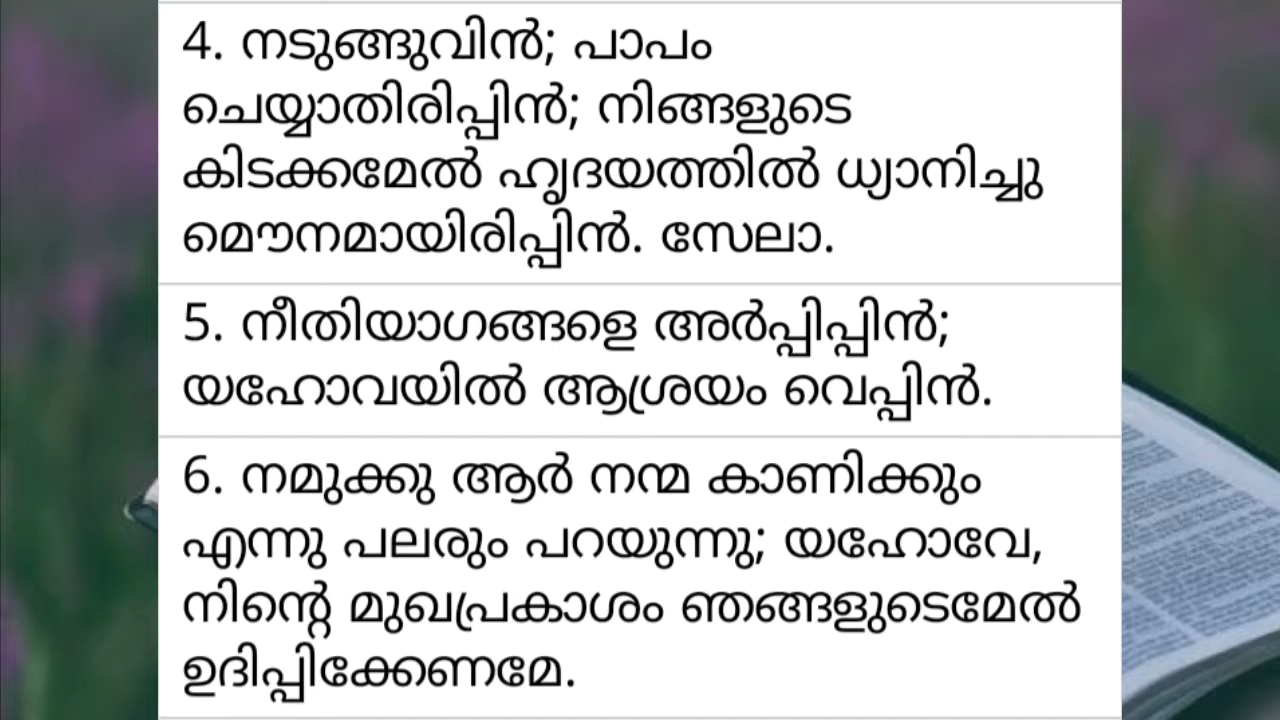 4. നടുങ്ങുവിൻ; പാപം
ചെയ്യാതിരിപ്പിൻ; നിങ്ങളുടെ
കിടക്കമേൽ ഹൃദയത്തിൽ ധ്യാനിച്ചു
മൌനമായിരിപ്പിൻ. സേലാ.
5. നീതിയാഗങ്ങളെ അർപ്പിപ്പിൻ;
യഹോവയിൽ ആശ്രയം വെപ്പിൻ.
6. നമുക്കു ആർ നന്മ കാണിക്കും
എന്നു പലരും പറയുന്നു; യഹോവേ,
നിന്റെ മുഖപ്രകാശം ഞങ്ങളുടെമേൽ
ഉദിപ്പിക്കേണമേ.